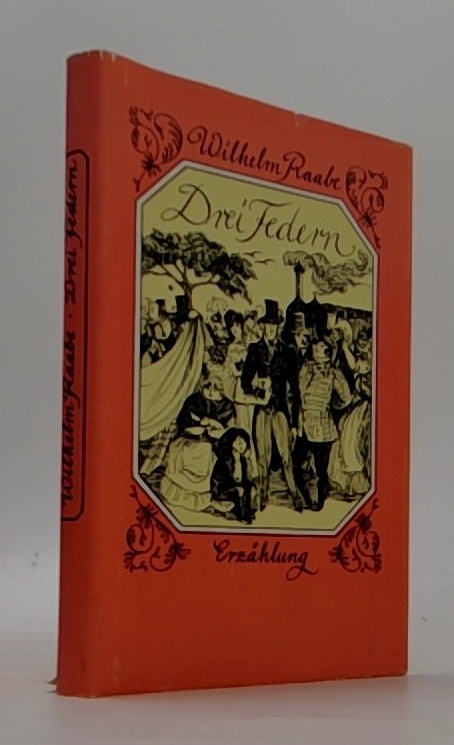 Wilhelm Raabe
Drei Federn
Erzählung
Wilhelm Raabe · Drei Federn